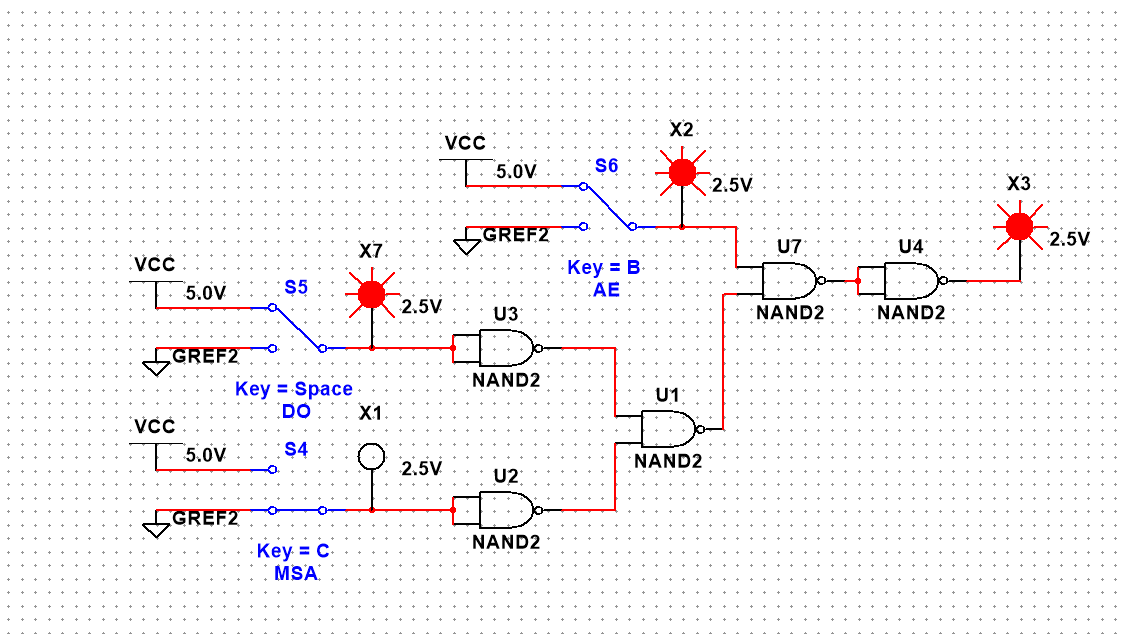 X2
VCC
5.0V
S6
2.5V
X3
GREF2
2.5V
X7
U7
U4
VCC
Key = B
5.0V
S5
AE
2.5V
U3
NAND2
NAND2
GREF2
NAND2
Key = Space
DO
X1
U1
VCC
5.0V
S4
2.5V
NAND2
U2
GREF2
NAND2
Key = C
MSA